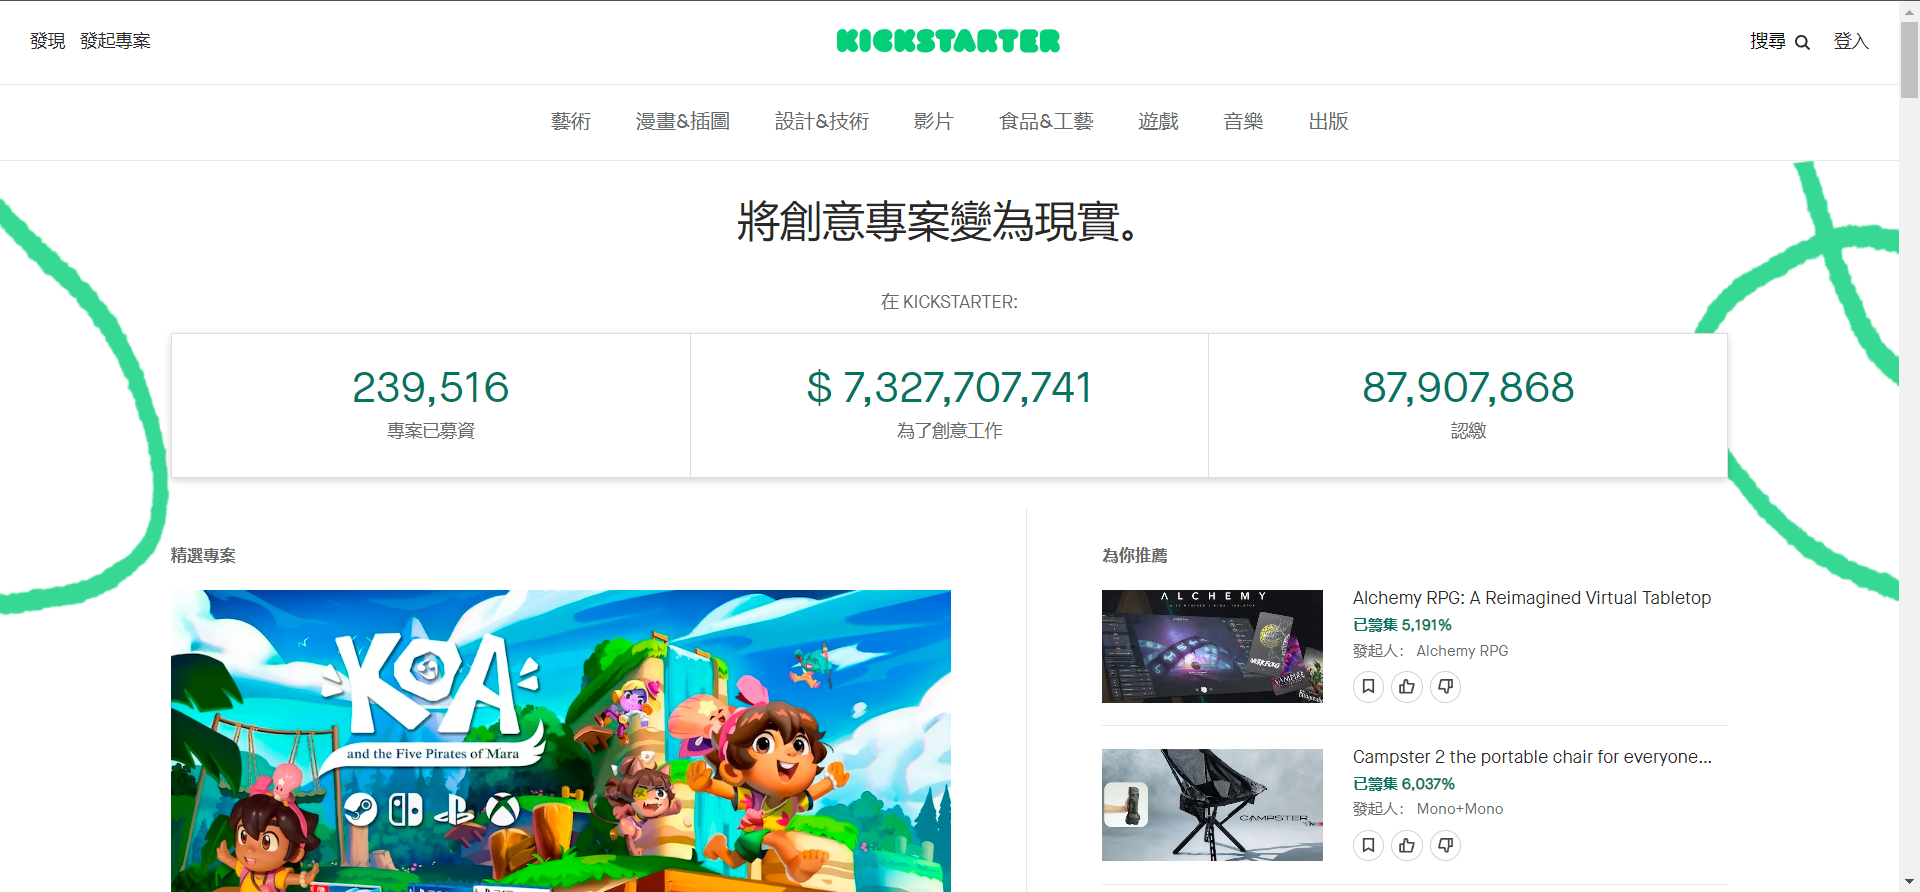 發現 發起專案
KICKSTARTER
搜尋 登入
藝術 漫畫&插圖 設計&技術 影片 食品&工藝 遊戲 音樂 出版
將創意專案變為現實。
在 KICKSTARTER:
239,516
專案已募資
$ 7,327,707,741
為了創意工作
87,907,868
認繳
精選專案
KOA
and the Five Pirates of Mara
為你推薦
ALCHEMY
VAMPIRE
Alchemy RPG: A Reimagined Virtual Tabletop
已籌集 5,191%
發起人： Alchemy RPG
CAMPSTER
Campster 2 the portable chair for everyone...
已籌集 6,037%
發起人： Mono+Mono